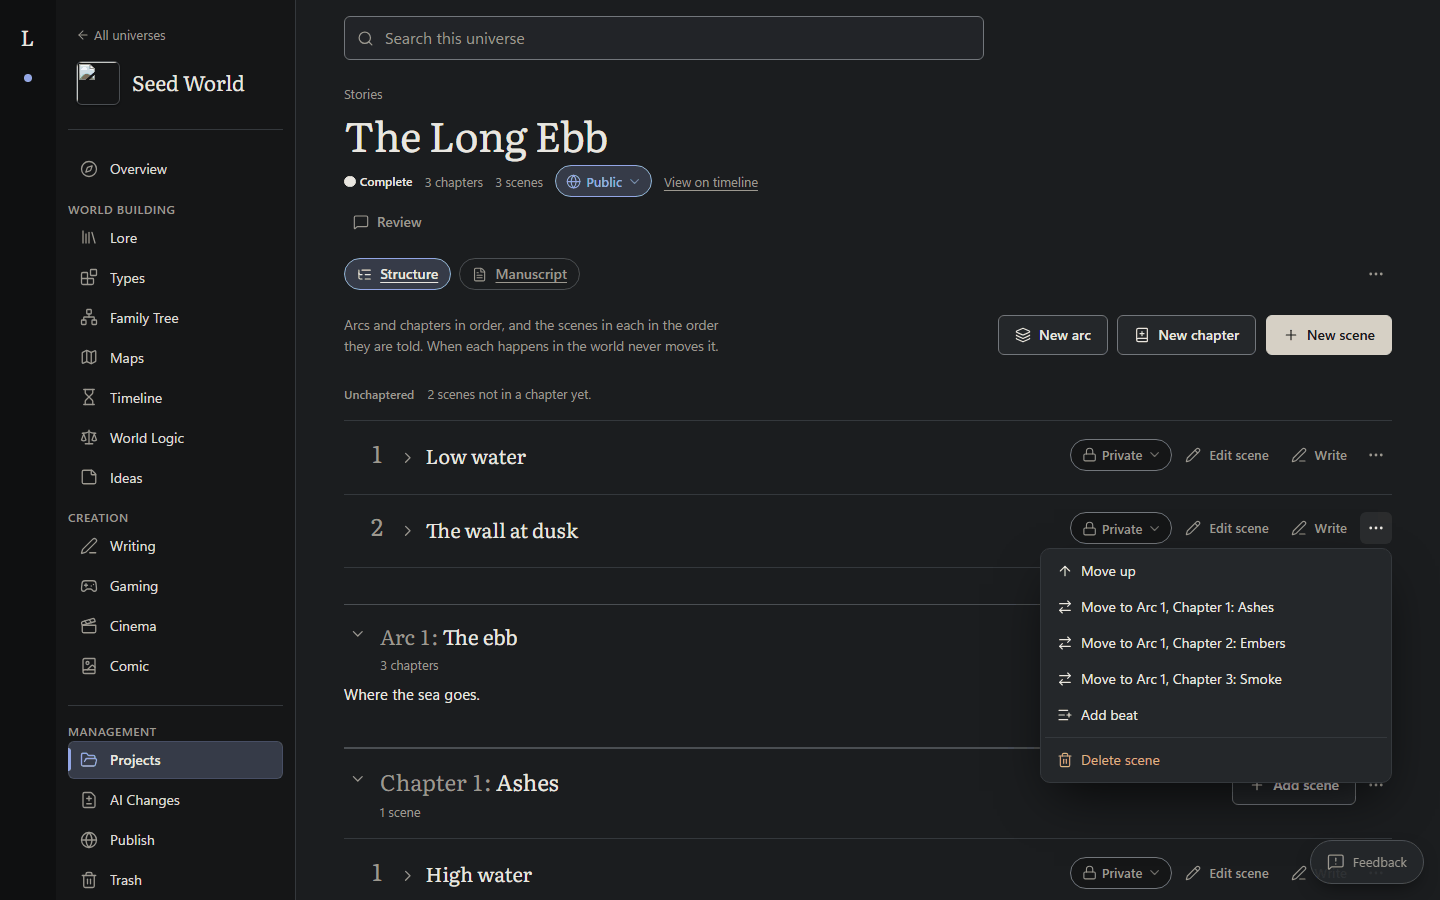 L
All universes
Seed World
Overview
WORLD BUILDING
Lore
Types
Family Tree
Maps
Timeline
World Logic
Ideas
CREATION
Writing
Gaming
Cinema
Comic
MANAGEMENT
Projects
AI Changes
Publish
Trash
Search this universe
Stories
The Long Ebb
Complete 3 chapters 3 scenes Public View on timeline
Review
Structure Manuscript
Arcs and chapters in order, and the scenes in each in the order
they are told. When each happens in the world never moves it.
New arc New chapter New scene
Unchaptered 2 scenes not in a chapter yet.
1 Low water Private Edit scene Write
2 The wall at dusk Private Edit scene Write
Move up
Move to Arc 1, Chapter 1: Ashes
Move to Arc 1, Chapter 2: Embers
Move to Arc 1, Chapter 3: Smoke
Add beat
Delete scene
Arc 1: The ebb
3 chapters
Where the sea goes.
Chapter 1: Ashes
Add scene
1 scene
1 High water Private Edit scene Write
Feedback